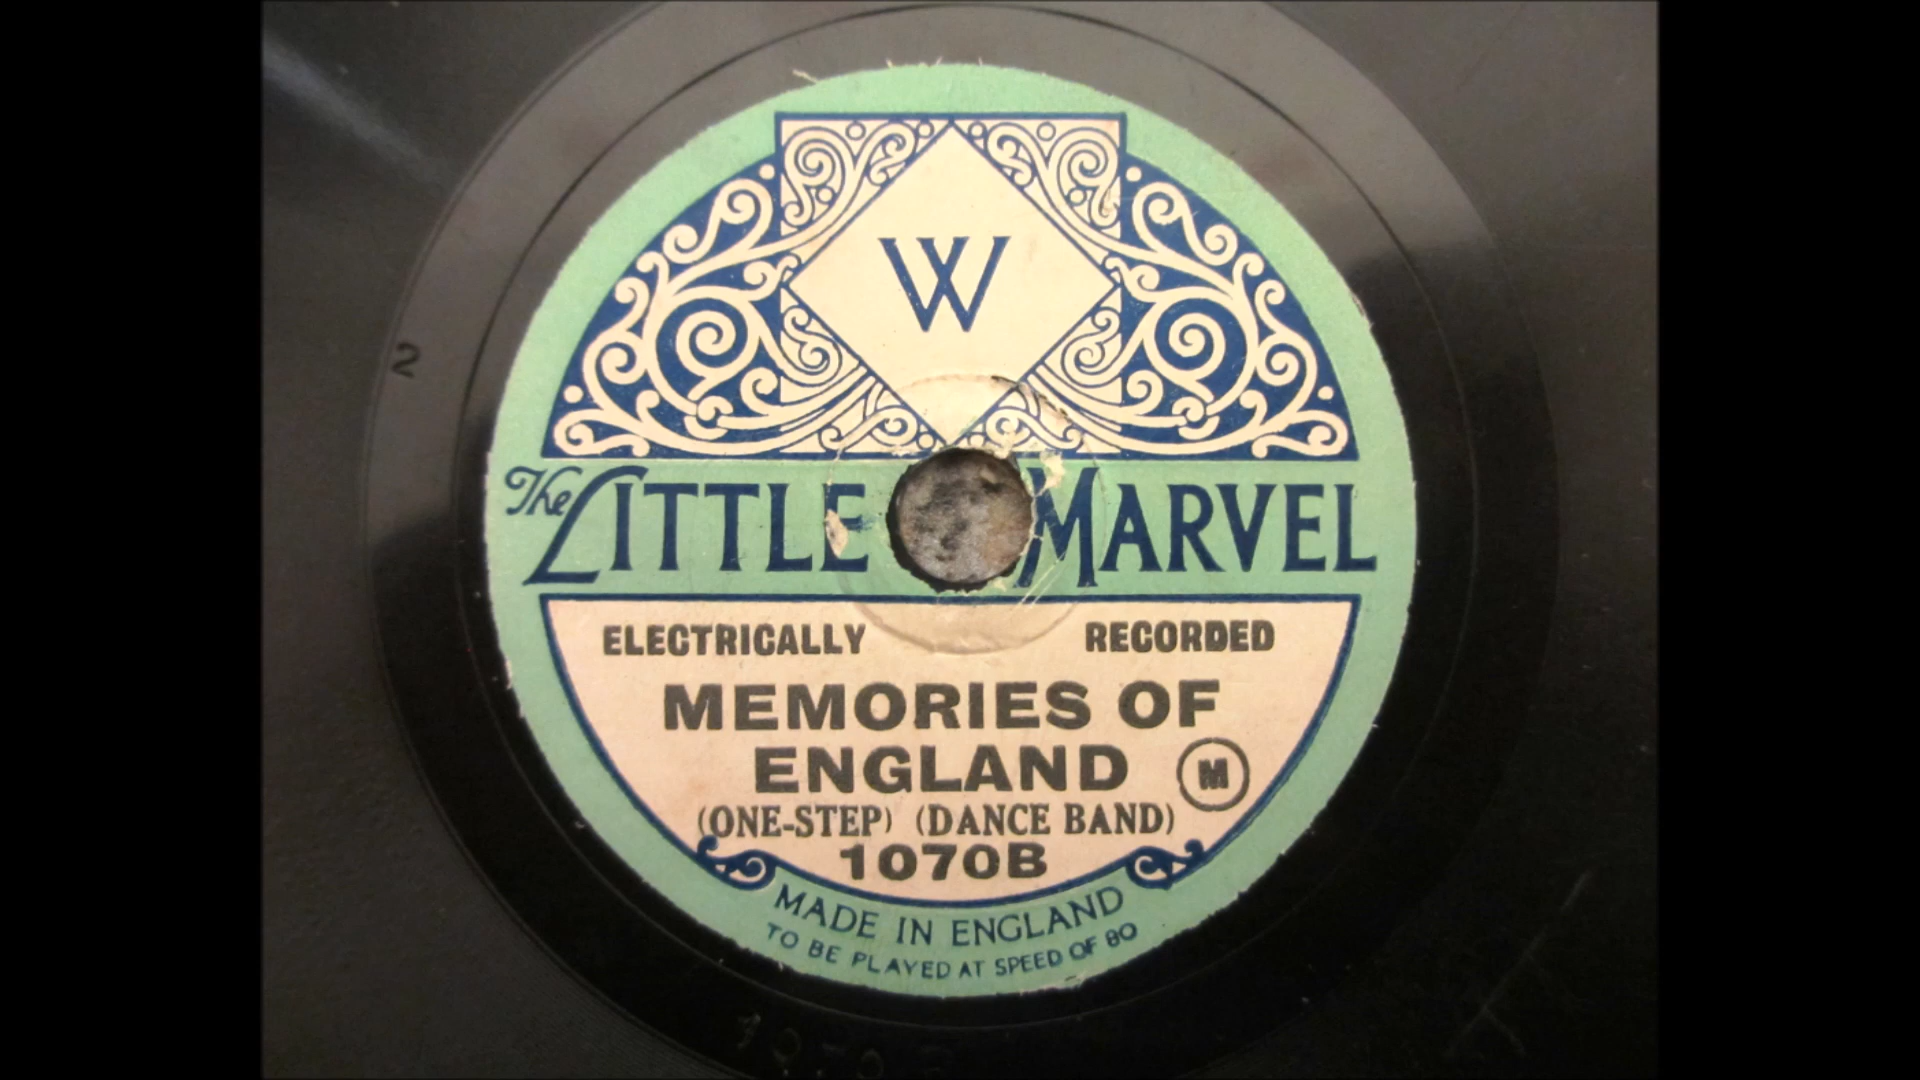 W
The LITTLE MARVEL
ELECTRICALLY RECORDED
MEMORIES OF
ENGLAND
M
(ONE-STEP) (DANCE BAND)
1070B
MADE IN ENGLAND
TO BE PLAYED AT SPEED OF 80
2